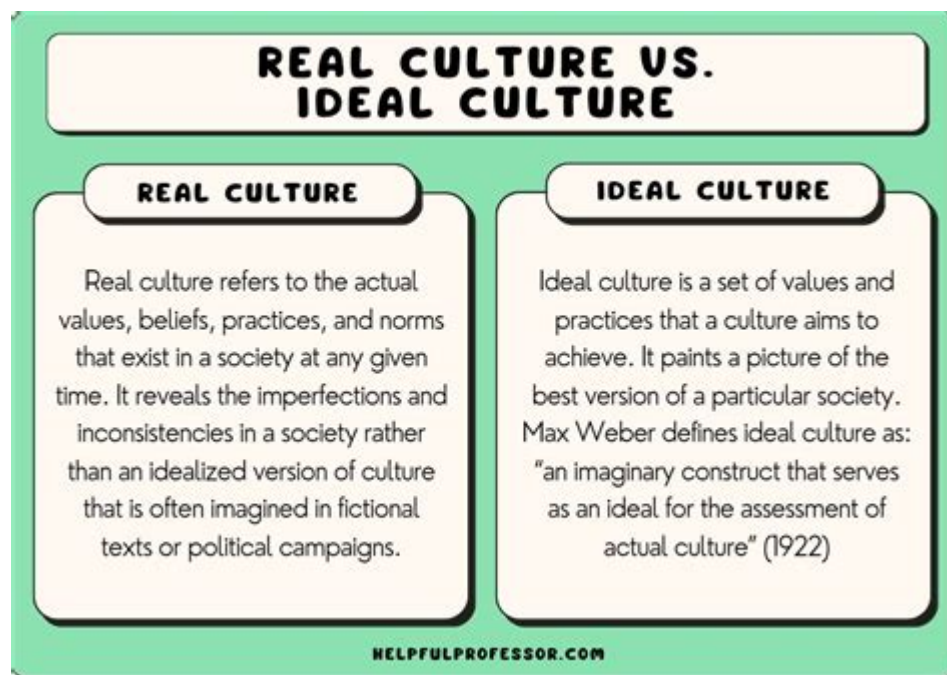 REAL CULTURE VS.
IDEAL CULTURE
REAL CULTURE
Real culture refers to the actual
values, beliefs, practices, and norms
that exist in a society at any given
time. It reveals the imperfections and
inconsistencies in a society rather
than an idealized version of culture
that is often imagined in fictional
texts or political campaigns.
IDEAL CULTURE
Ideal culture is a set of values and
practices that a culture aims to
achieve. It paints a picture of the
best version of a particular society.
Max Weber defines ideal culture as:
"an imaginary construct that serves
as an ideal for the assessment of
actual culture" (1922)
HELPFULPROFESSOR.COM